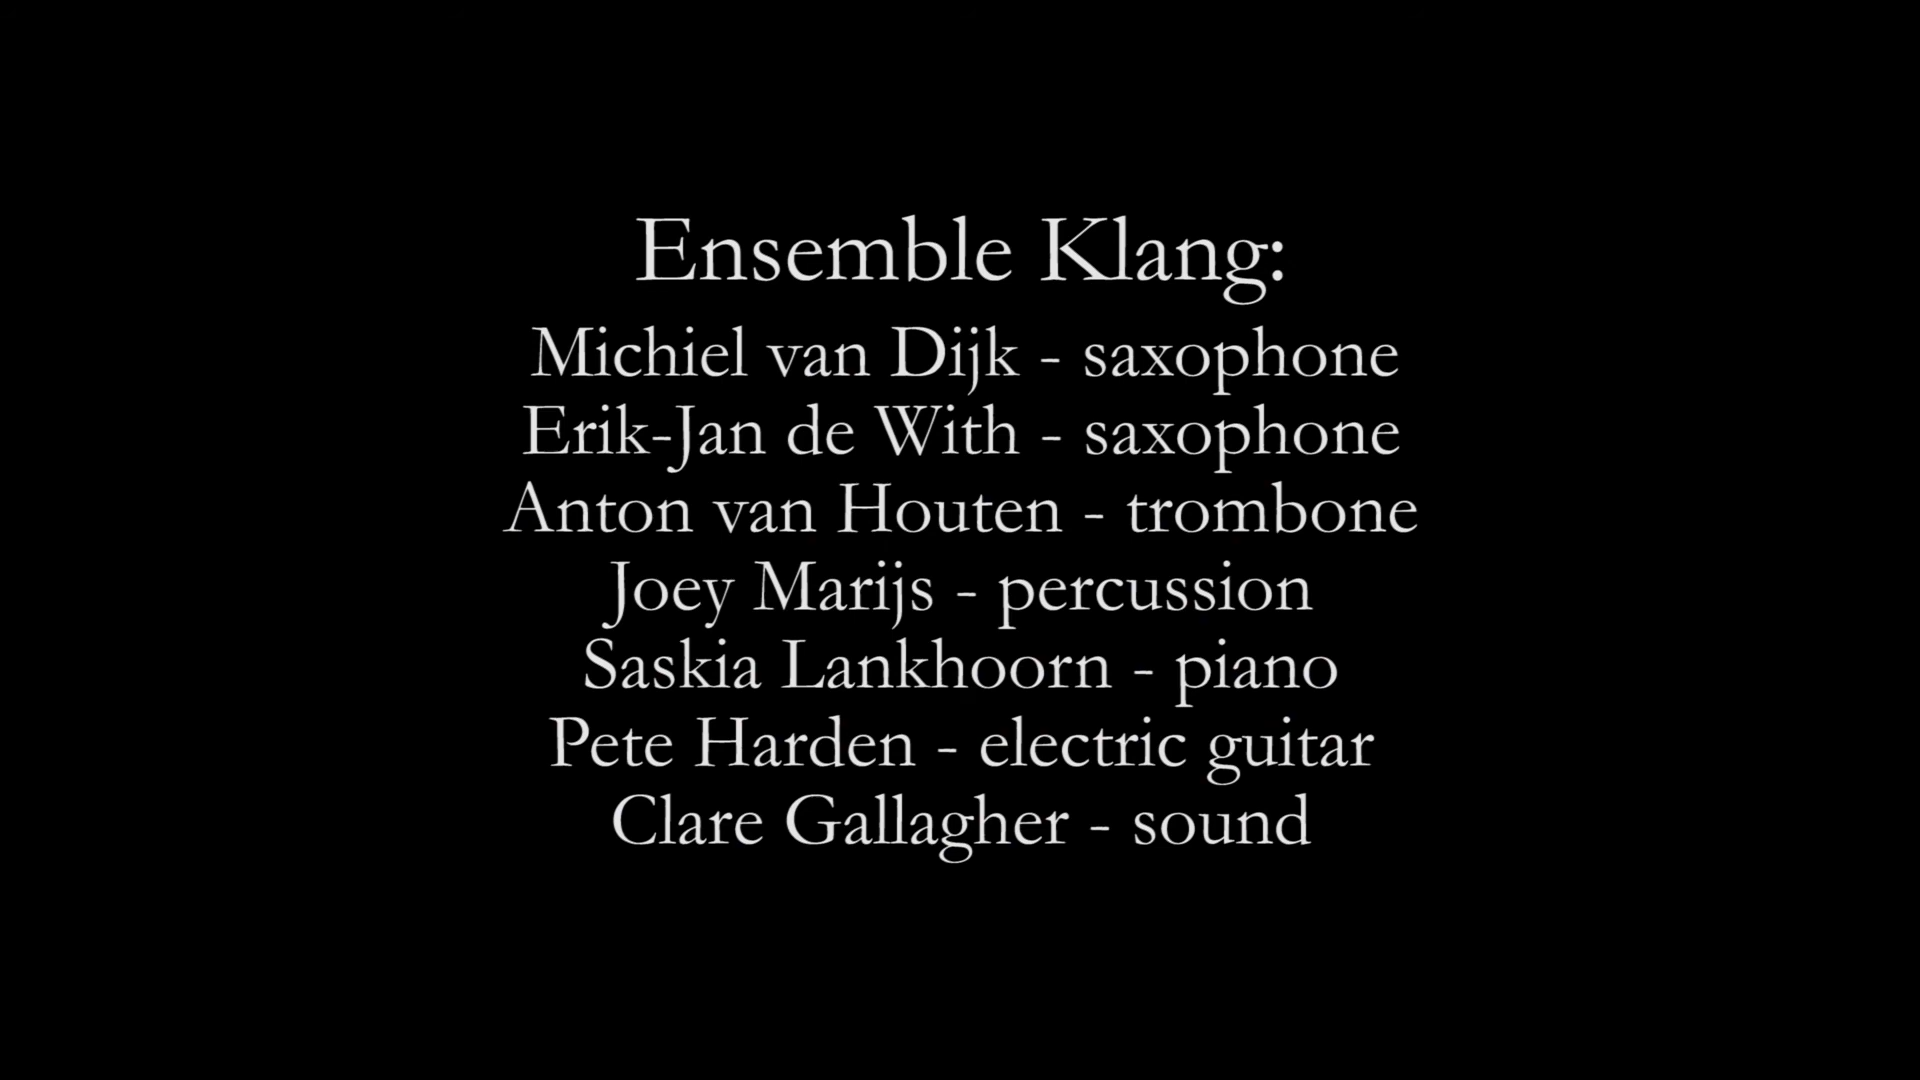 Ensemble Klang:
Michiel van Dijk - saxophone
Erik-Jan de With - saxophone
Anton van Houten - trombone
Joey Marijs - percussion
Saskia Lankhoorn - piano
Pete Harden - electric guitar
Clare Gallagher - sound